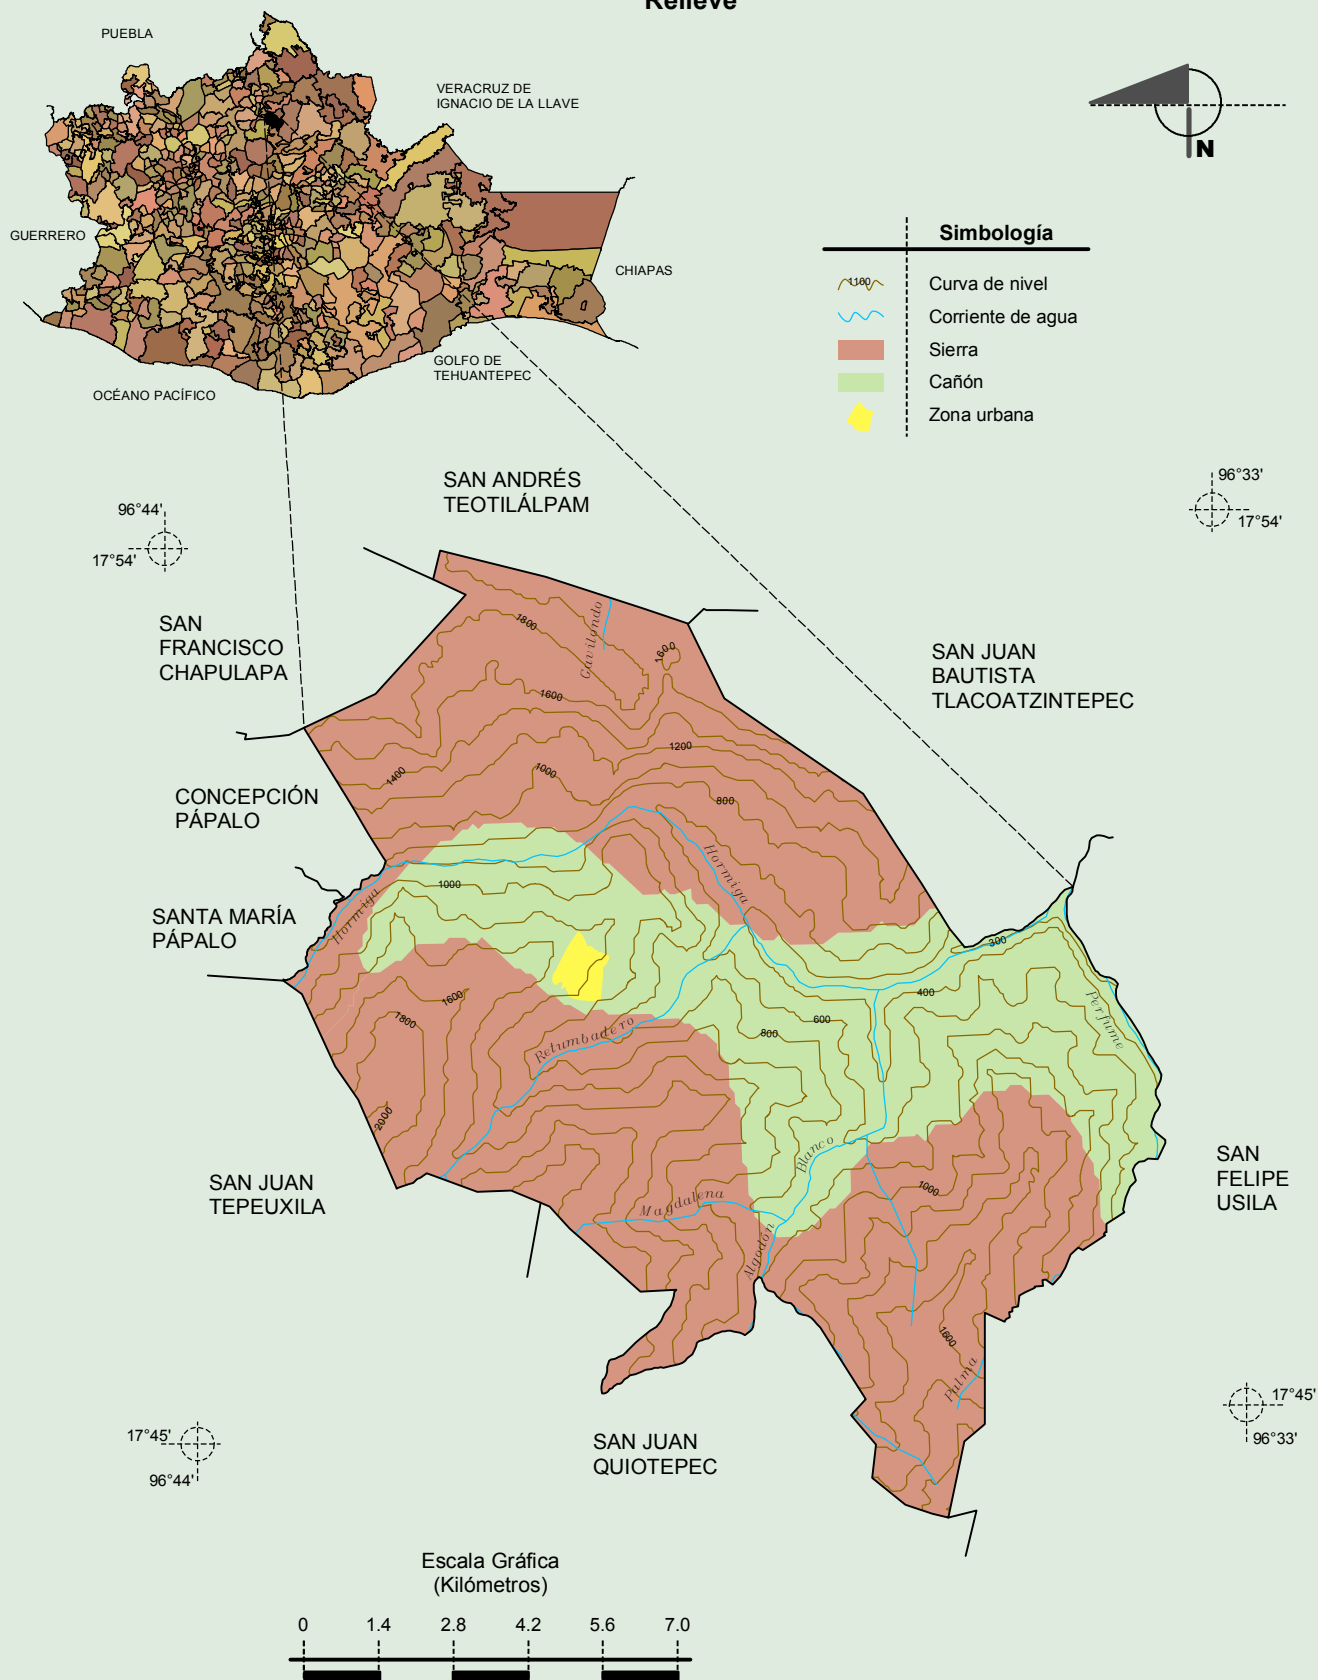 Relieve
PUEBLA
VERACRUZ DE
IGNACIO DE LA LLAVE
GUERRERO
CHIAPAS
GOLFO DE
TEHUANTEPEC
OCÉANO PACÍFICO
N
Simbología
1100
Curva de nivel
Corriente de agua
Sierra
Cañón
Zona urbana
96°44'
17°54'
96°33'
17°54'
SAN ANDRÉS
TEOTILÁLPAM
SAN
FRANCISCO
CHAPULAPA
SAN JUAN
BAUTISTA
TLACOATZINTEPEC
CONCEPCIÓN
PÁPALO
SANTA MARÍA
PÁPALO
SAN JUAN
TEPEUXILA
SAN
FELIPE
USILA
SAN JUAN
QUIOTEPEC
1800
Gavilando
1600
1600
1200
1400
1000
800
Hormiga
1000
Hormiga
300
400
Perfume
600
800
1600
1800
Retumbadero
2000
Blanco
Magdalena
Algodón
1000
1600
Palma
17°45'
96°44'
17°45'
96°33'
Escala Gráfica
(Kilómetros)
0 1.4 2.8 4.2 5.6 7.0